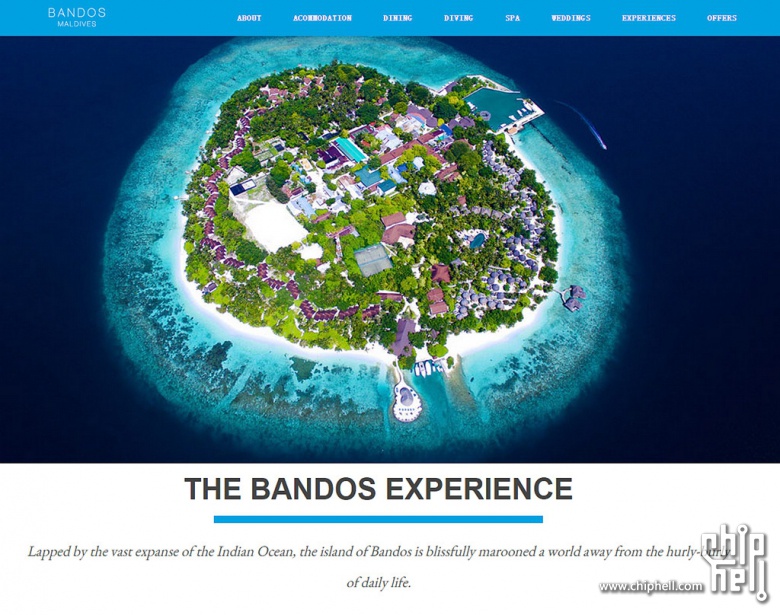 BANDOS
MALDIVES
ABOUT ACOMMODATION DINING DIVING SPA WEDDINGS EXPERIENCES OFFERS
THE BANDOS EXPERIENCE
Lapped by the vast expanse of the Indian Ocean, the island of Bandos is blissfully marooned a world away from the hurly-burly
of daily life.
www.chiphell.com
chip
hell